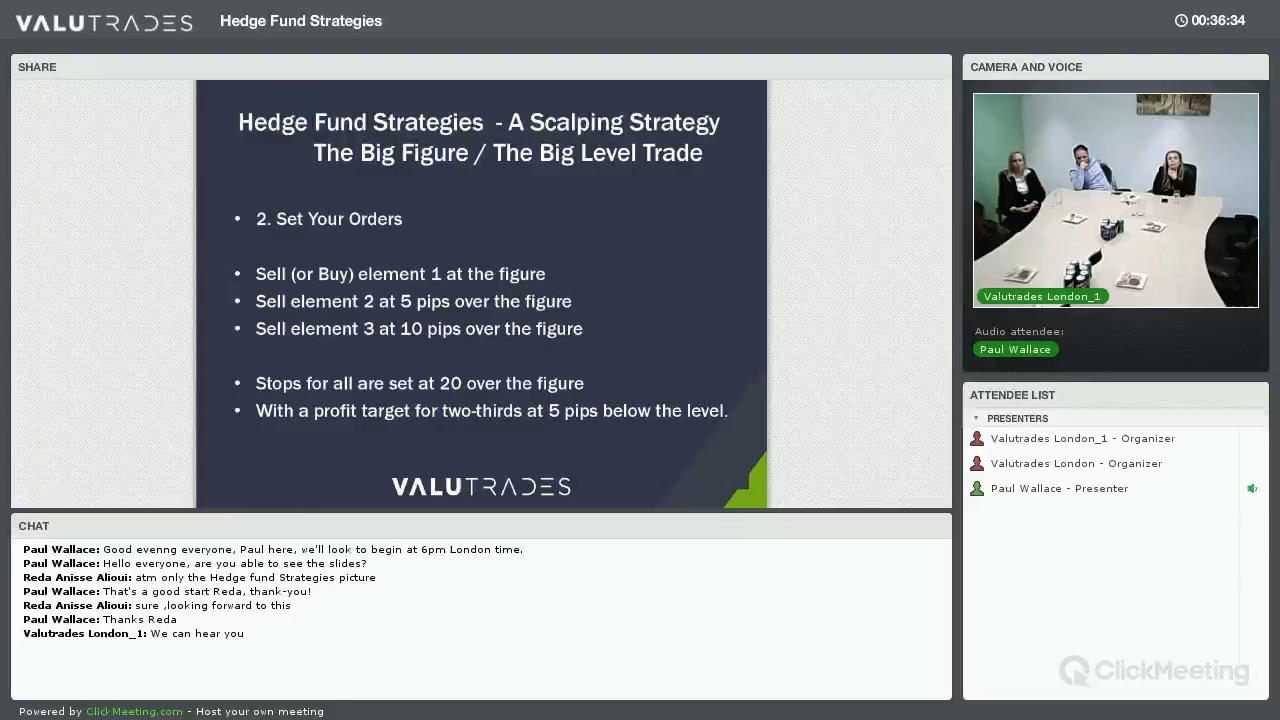 VALUTRADES
Hedge Fund Strategies
00:36:34
SHARE
Hedge Fund Strategies - A Scalping Strategy
The Big Figure / The Big Level Trade
• 2. Set Your Orders
• Sell (or Buy) element 1 at the figure
• Sell element 2 at 5 pips over the figure
• Sell element 3 at 10 pips over the figure
• Stops for all are set at 20 over the figure
• With a profit target for two-thirds at 5 pips below the level.
VALUTRADES
CAMERA AND VOICE
Valutrades London_1
Audio attendee:
Paul Wallace
ATTENDEE LIST
PRESENTERS
Valutrades London_1 - Organizer
Valutrades London - Organizer
Paul Wallace - Presenter
ClickMeeting
CHAT
Paul Wallace: Good evenng everyone, Paul here, we'll look to begin at 6pm London time.
Paul Wallace: Hello everyone, are you able to see the slides?
Reda Anisse Alioui: atm only the Hedge fund Strategies picture
Paul Wallace: That's a good start Reda, thank-you!
Reda Anisse Alioui: sure ,looking forward to this
Paul Wallace: Thanks Reda
Valutrades London_1: We can hear you
Powered by ClickMeeting.com - Host your own meeting